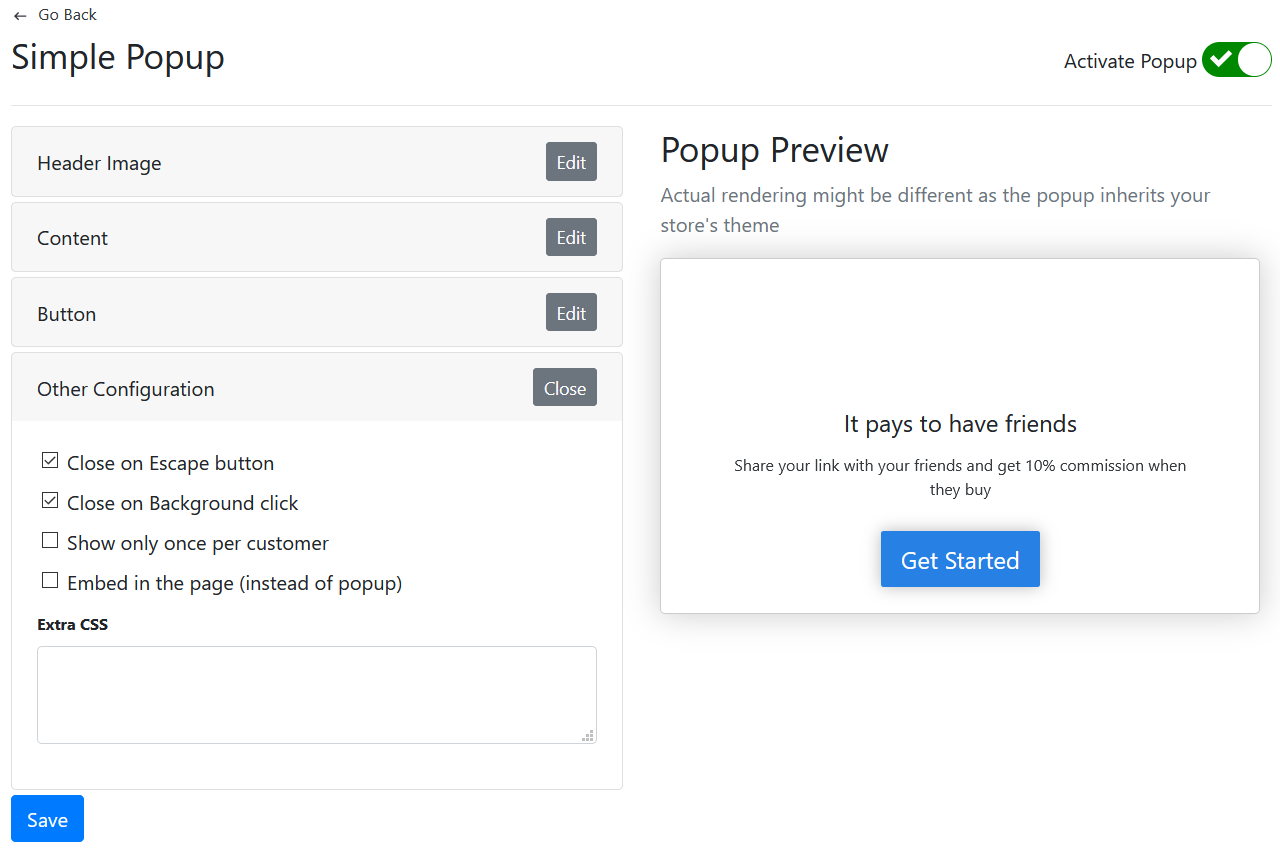 ← Go Back
Simple Popup
Activate Popup
Header Image
Edit
Content
Edit
Button
Edit
Other Configuration
Close
Close on Escape button
Close on Background click
Show only once per customer
Embed in the page (instead of popup)
Extra CSS
Save
Popup Preview
Actual rendering might be different as the popup inherits your
store's theme
It pays to have friends
Share your link with your friends and get 10% commission when
they buy
Get Started